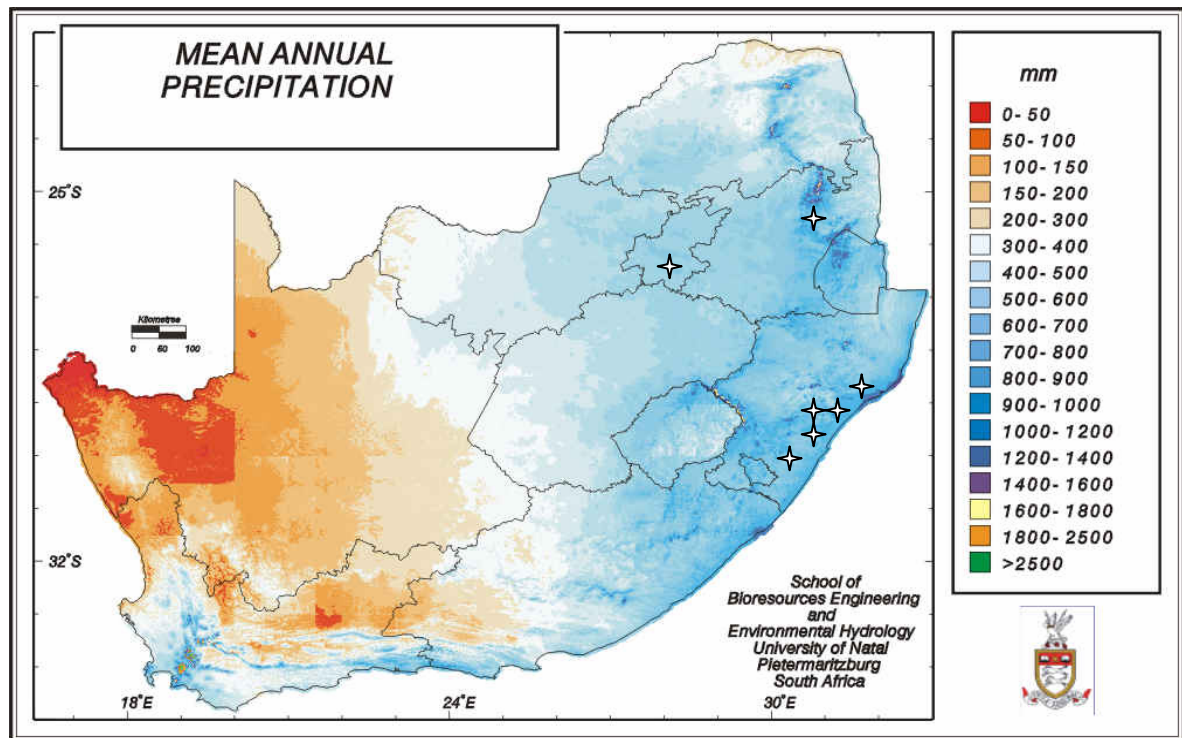 MEAN ANNUAL
PRECIPITATION
mm
0-50
50-100
100-150
150-200
200-300
300-400
400-500
500-600
600-700
700-800
800-900
900-1000
1000-1200
1200-1400
1400-1600
1600-1800
1800-2500
>2500
25°S
Kilometres
0 50 100
32°S
School of
Bioresources Engineering
and
Environmental Hydrology
University of Natal
Pietermaritzburg
South Africa
18°E
24°E
30°E